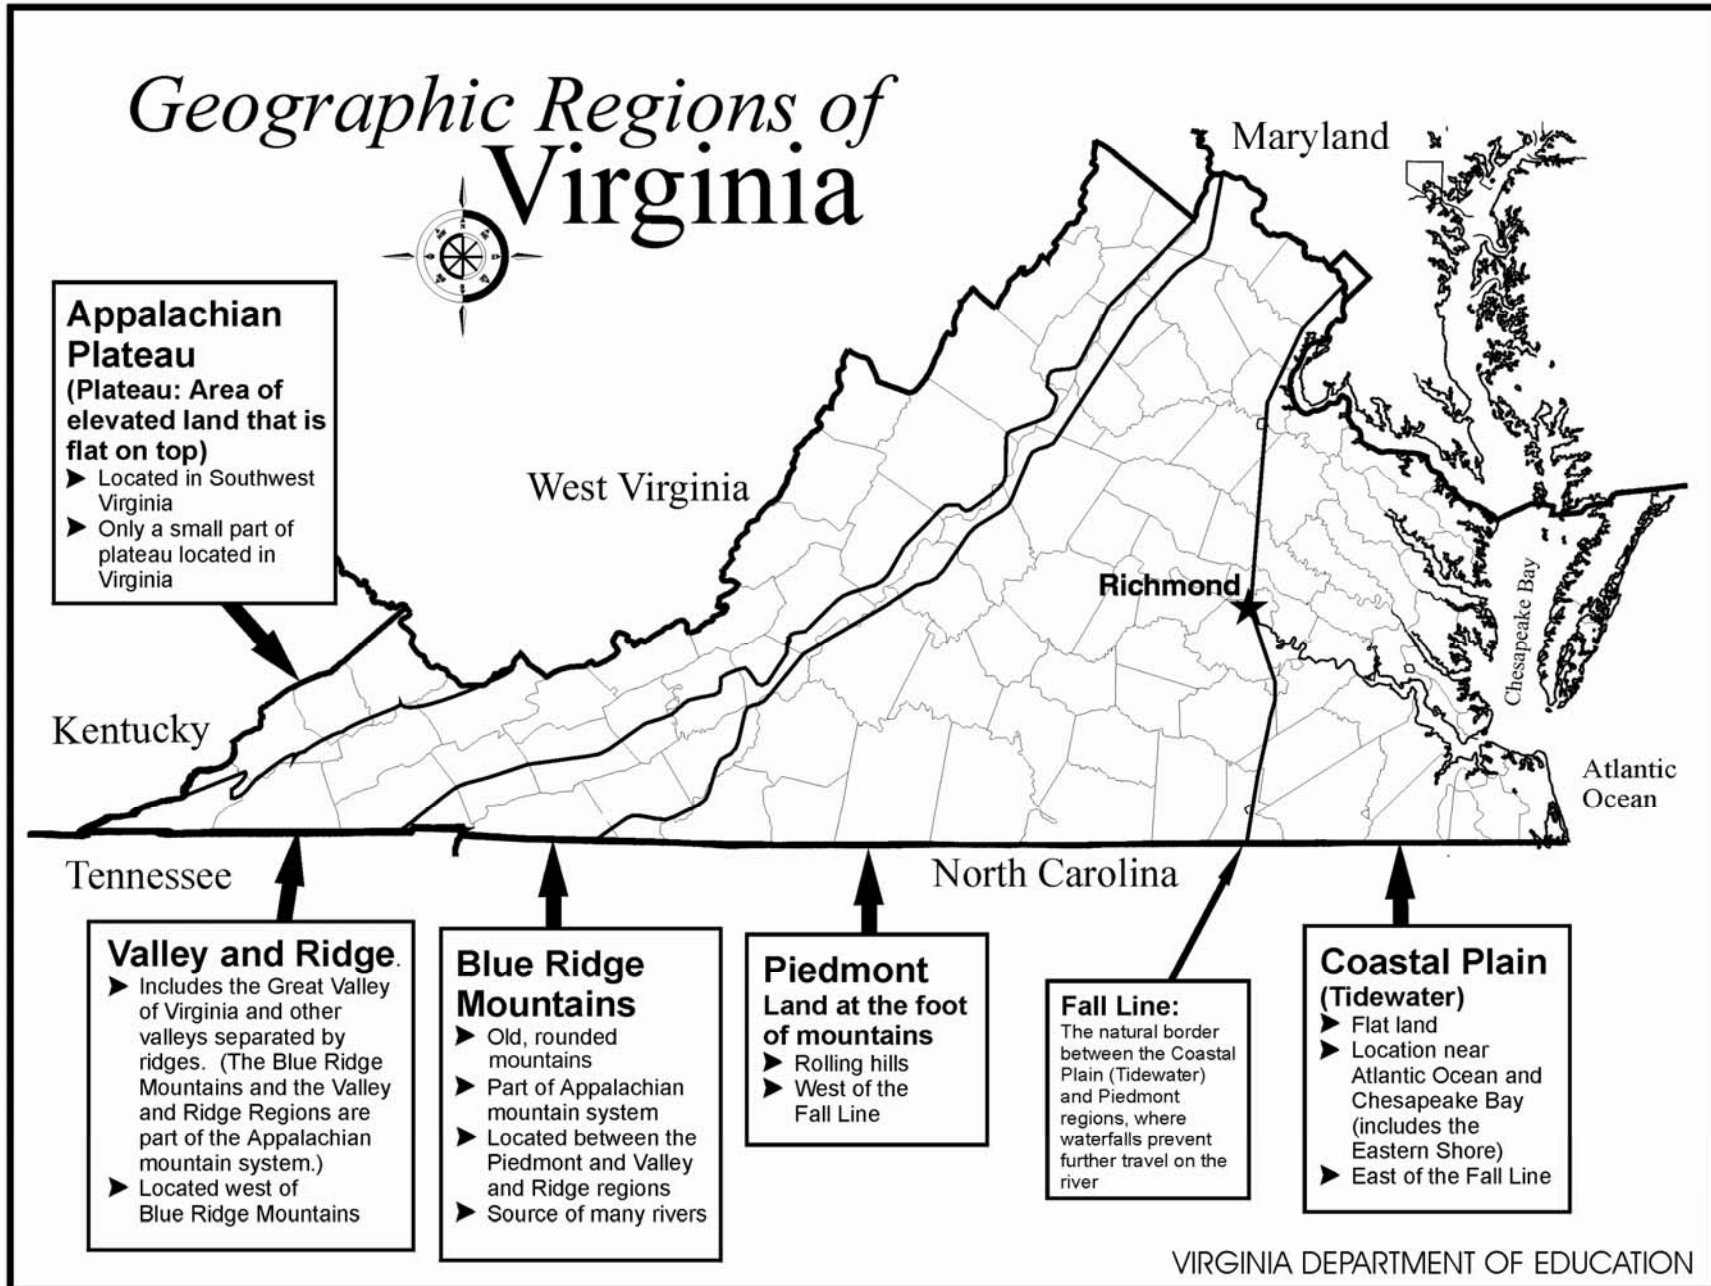 Geographic Regions of
Virginia
Maryland
Appalachian
Plateau
(Plateau: Area of
elevated land that is
flat on top)
➤ Located in Southwest
Virginia
➤ Only a small part of
plateau located in
Virginia
West Virginia
Richmond
Chesapeake Bay
Kentucky
Atlantic
Ocean
Tennessee
North Carolina
Valley and Ridge.
➤ Includes the Great Valley
of Virginia and other
valleys separated by
ridges. (The Blue Ridge
Mountains and the Valley
and Ridge Regions are
part of the Appalachian
mountain system.)
➤ Located west of
Blue Ridge Mountains
Blue Ridge
Mountains
➤ Old, rounded
mountains
➤ Part of Appalachian
mountain system
➤ Located between the
Piedmont and Valley
and Ridge regions
➤ Source of many rivers
Piedmont
Land at the foot
of mountains
➤ Rolling hills
➤ West of the
Fall Line
Fall Line:
The natural border
between the Coastal
Plain (Tidewater)
and Piedmont
regions, where
waterfalls prevent
further travel on the
river
Coastal Plain
(Tidewater)
➤ Flat land
➤ Location near
Atlantic Ocean and
Chesapeake Bay
(includes the
Eastern Shore)
➤ East of the Fall Line
VIRGINIA DEPARTMENT OF EDUCATION